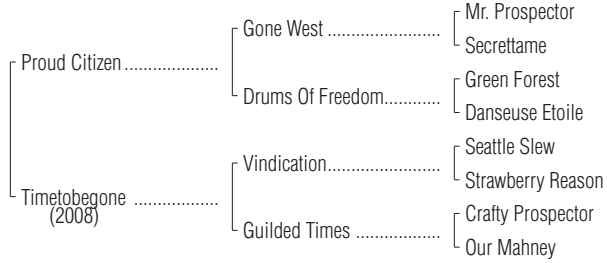 Mr. Prospector
Gone West .....................
Secrettame
Proud Citizen ..................
Green Forest
Drums Of Freedom............
Danseuse Etoile
Seattle Slew
Vindication.....................
Strawberry Reason
Timetobegone ................
(2008)
Crafty Prospector
Guilded Times .................
Our Mahney